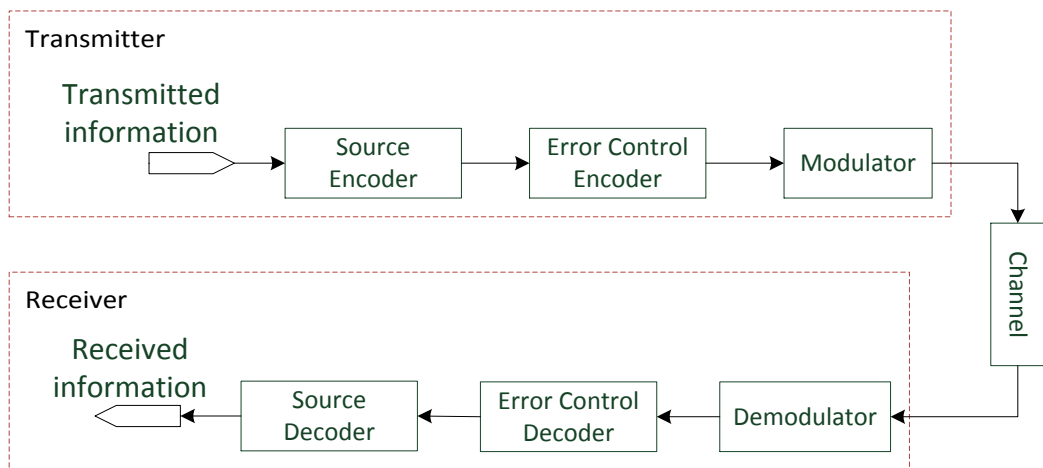 Transmitter
Transmitted
information
Source
Encoder
Error Control
Encoder
Modulator
Channel
Receiver
Received
information
Source
Decoder
Error Control
Decoder
Demodulator